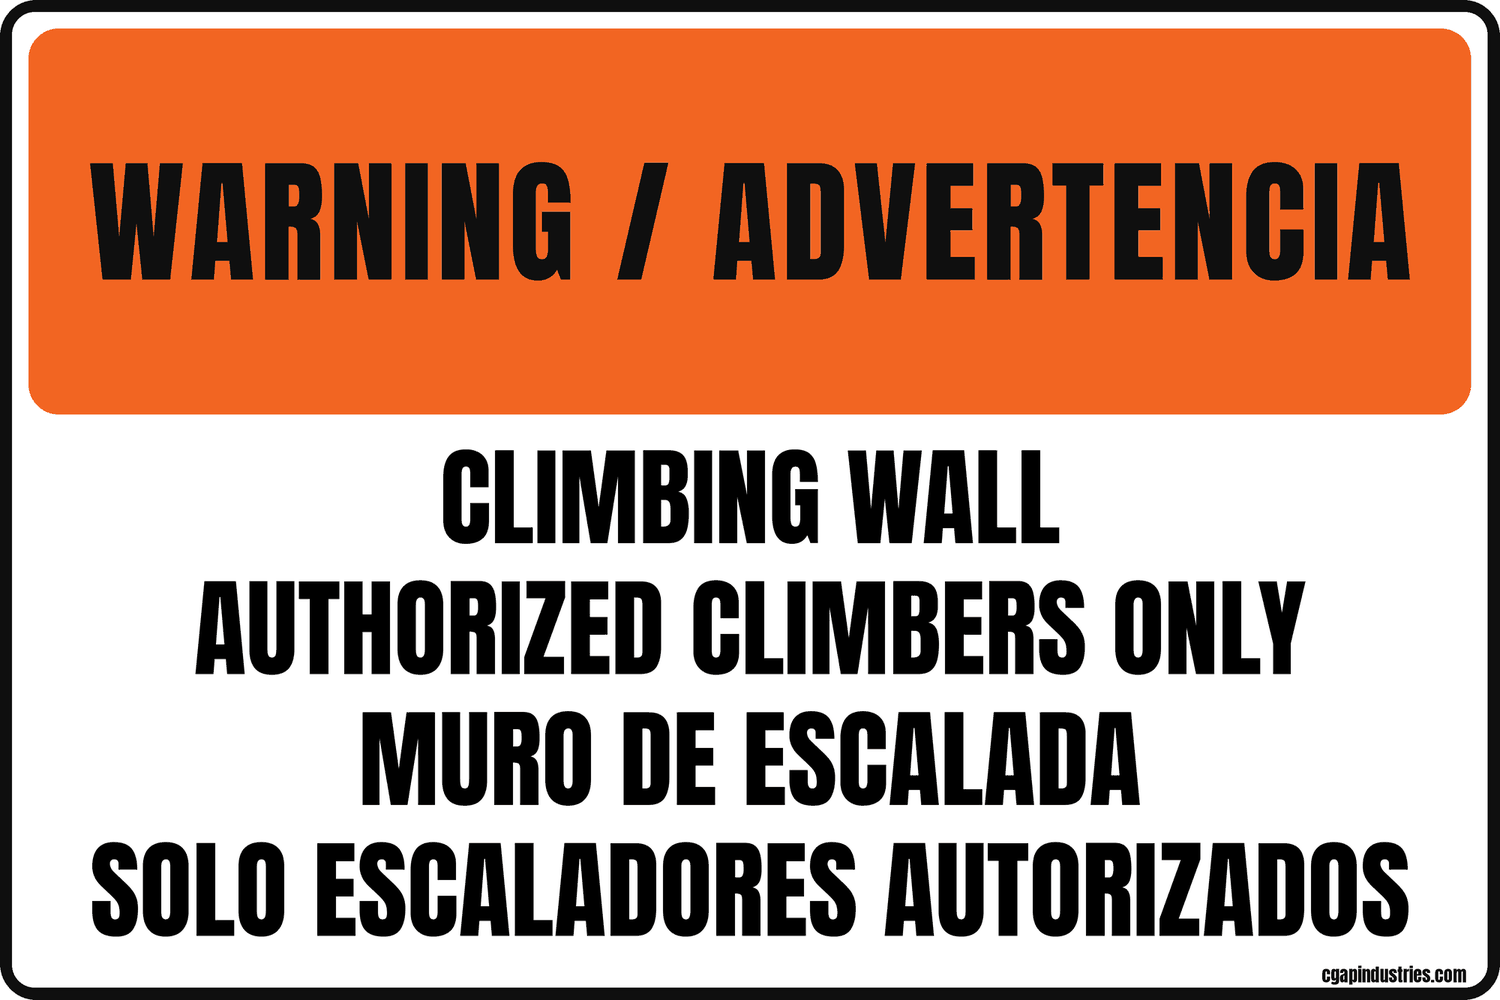 WARNING / ADVERTENCIA
CLIMBING WALL
AUTHORIZED CLIMBERS ONLY
MURO DE ESCALADA
SOLO ESCALADORES AUTORIZADOS
cgapindustries.com